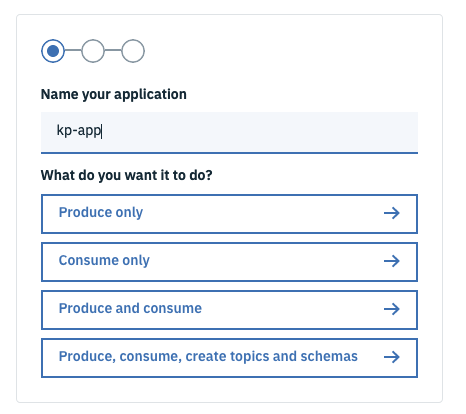 Name your application
kp-app
What do you want it to do?
Produce only
Consume only
Produce and consume
Produce, consume, create topics and schemas